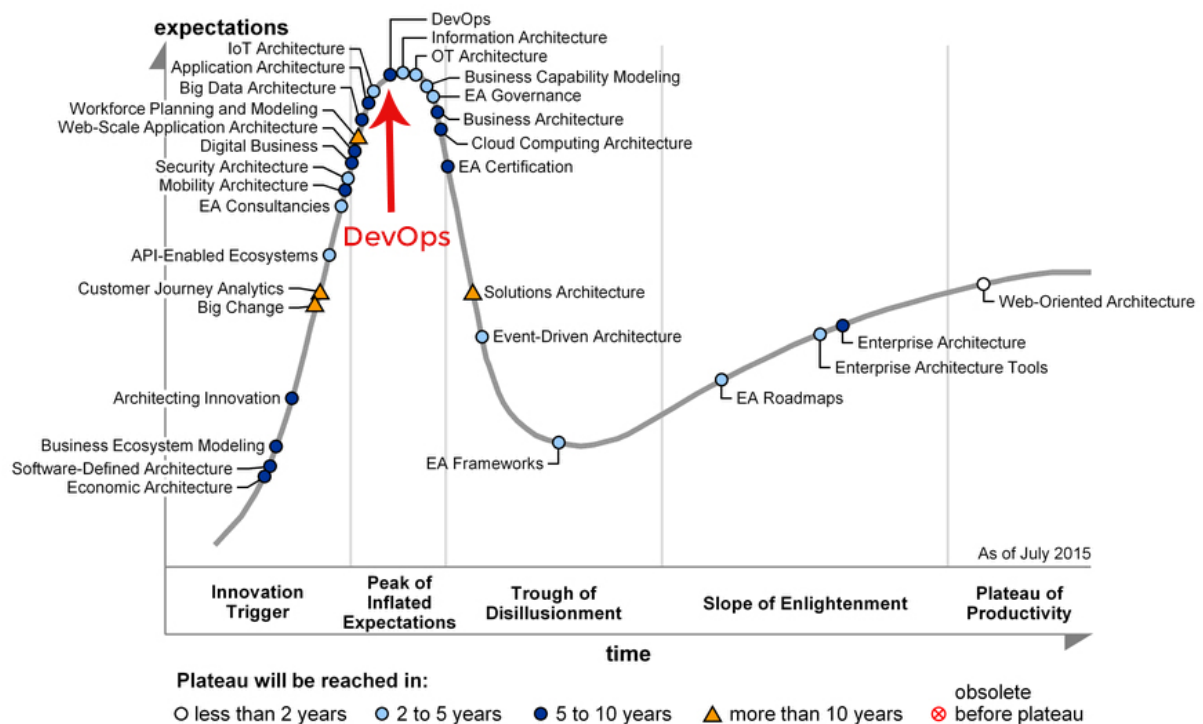 expectations
DevOps
Information Architecture
OT Architecture
Business Capability Modeling
EA Governance
Business Architecture
Cloud Computing Architecture
EA Certification
IoT Architecture
Application Architecture
Big Data Architecture
Workforce Planning and Modeling
Web-Scale Application Architecture
Digital Business
Security Architecture
Mobility Architecture
EA Consultancies
API-Enabled Ecosystems
Customer Journey Analytics
Big Change
Architecting Innovation
Business Ecosystem Modeling
Software-Defined Architecture
Economic Architecture
DevOps
Solutions Architecture
Event-Driven Architecture
EA Frameworks
EA Roadmaps
Enterprise Architecture Tools
Enterprise Architecture
Web-Oriented Architecture
As of July 2015
Innovation
Trigger
Peak of
Inflated
Expectations
Trough of
Disillusionment
Slope of Enlightenment
Plateau of
Productivity
time
Plateau will be reached in:
less than 2 years
2 to 5 years
5 to 10 years
more than 10 years
obsolete
before plateau